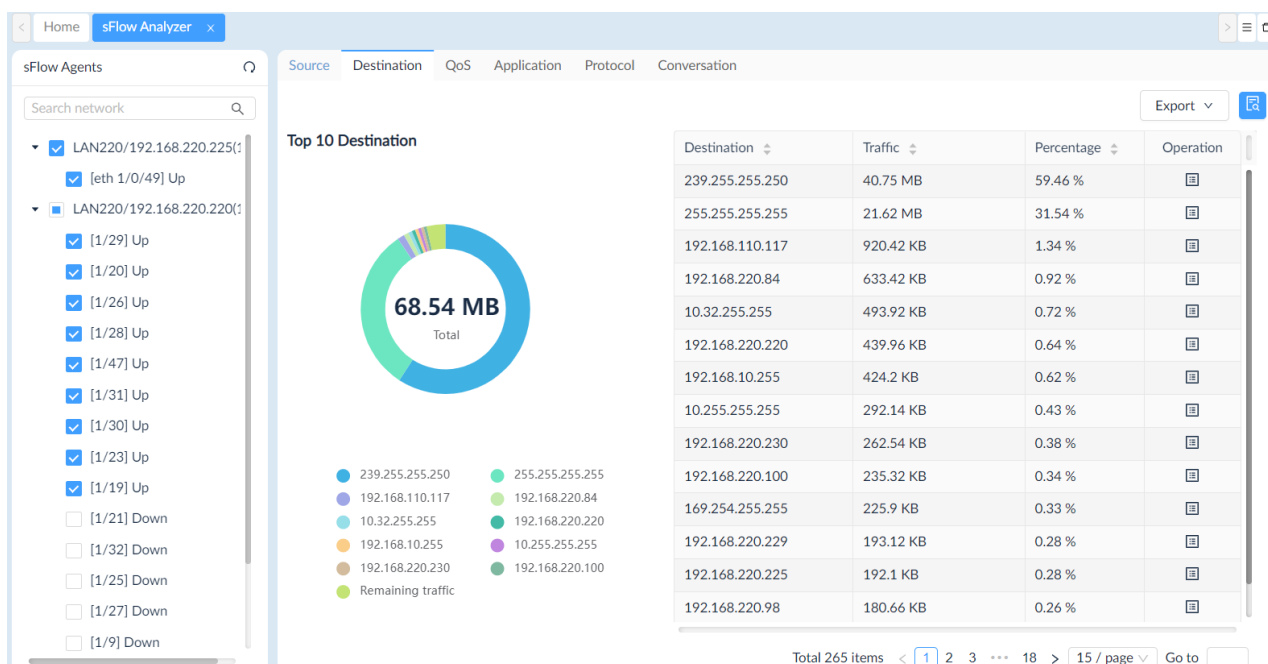 Home
sFlow Analyzer ×
sFlow Agents
Search network
LAN220/192.168.220.225(1
[eth 1/0/49] Up
LAN220/192.168.220.220(1
[1/29] Up
[1/20] Up
[1/26] Up
[1/28] Up
[1/47] Up
[1/31] Up
[1/30] Up
[1/23] Up
[1/19] Up
[1/21] Down
[1/32] Down
[1/25] Down
[1/27] Down
[1/9] Down
Source Destination QoS Application Protocol Conversation
Export
Top 10 Destination
68.54 MB
Total
239.255.255.250 255.255.255.255
192.168.110.117 192.168.220.84
10.32.255.255 192.168.220.220
192.168.10.255 10.255.255.255
192.168.220.230 192.168.220.100
Remaining traffic
Destination Traffic Percentage Operation
239.255.255.250 40.75 MB 59.46 %
255.255.255.255 21.62 MB 31.54 %
192.168.110.117 920.42 KB 1.34 %
192.168.220.84 633.42 KB 0.92 %
10.32.255.255 493.92 KB 0.72 %
192.168.220.220 439.96 KB 0.64 %
192.168.10.255 424.2 KB 0.62 %
10.255.255.255 292.14 KB 0.43 %
192.168.220.230 262.54 KB 0.38 %
192.168.220.100 235.32 KB 0.34 %
169.254.255.255 225.9 KB 0.33 %
192.168.220.229 193.12 KB 0.28 %
192.168.220.225 192.1 KB 0.28 %
192.168.220.98 180.66 KB 0.26 %
Total 265 items < 1 2 3 ••• 18 > 15 / page Go to